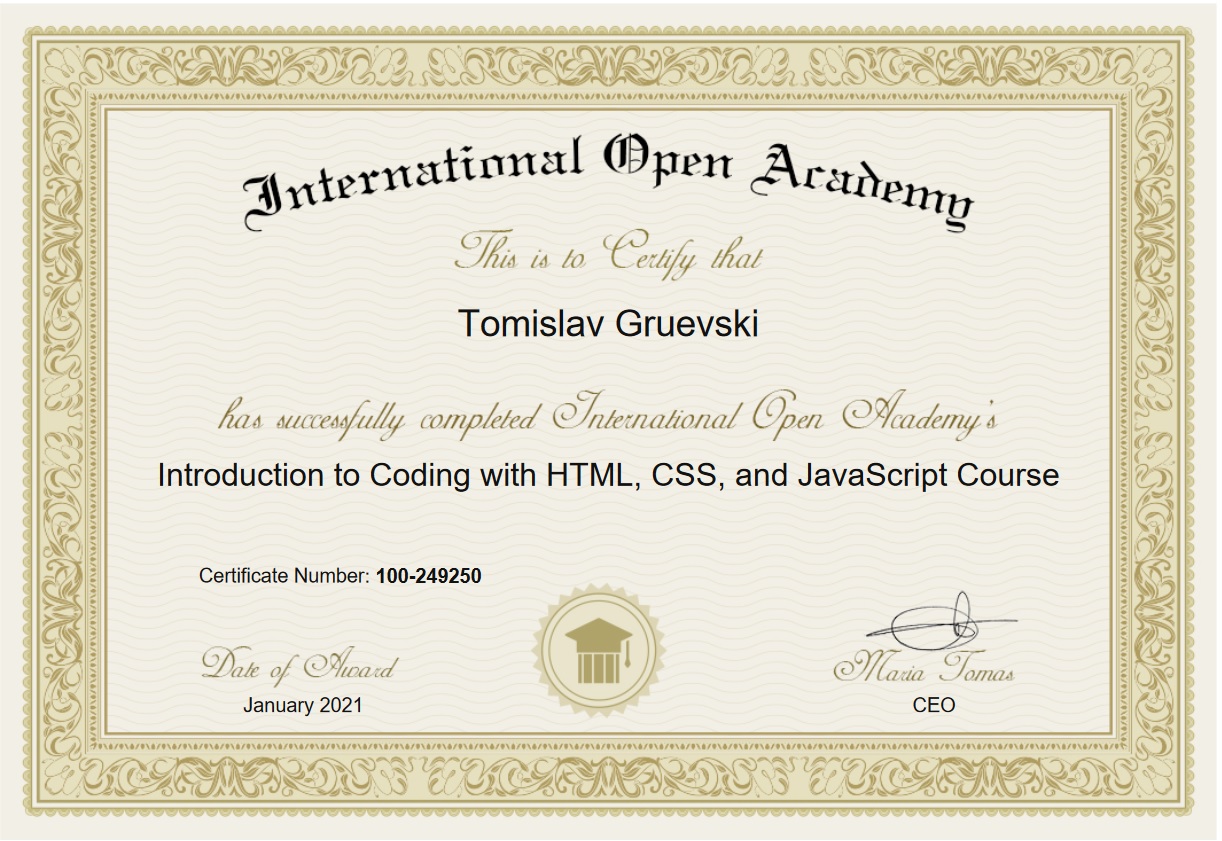 International Open Academy
This is to Certify that
Tomislav Gruevski
has successfully completed International Open Academy's
Introduction to Coding with HTML, CSS, and JavaScript Course
Certificate Number: 100-249250
Date of Award
January 2021
Maria Tomas
CEO